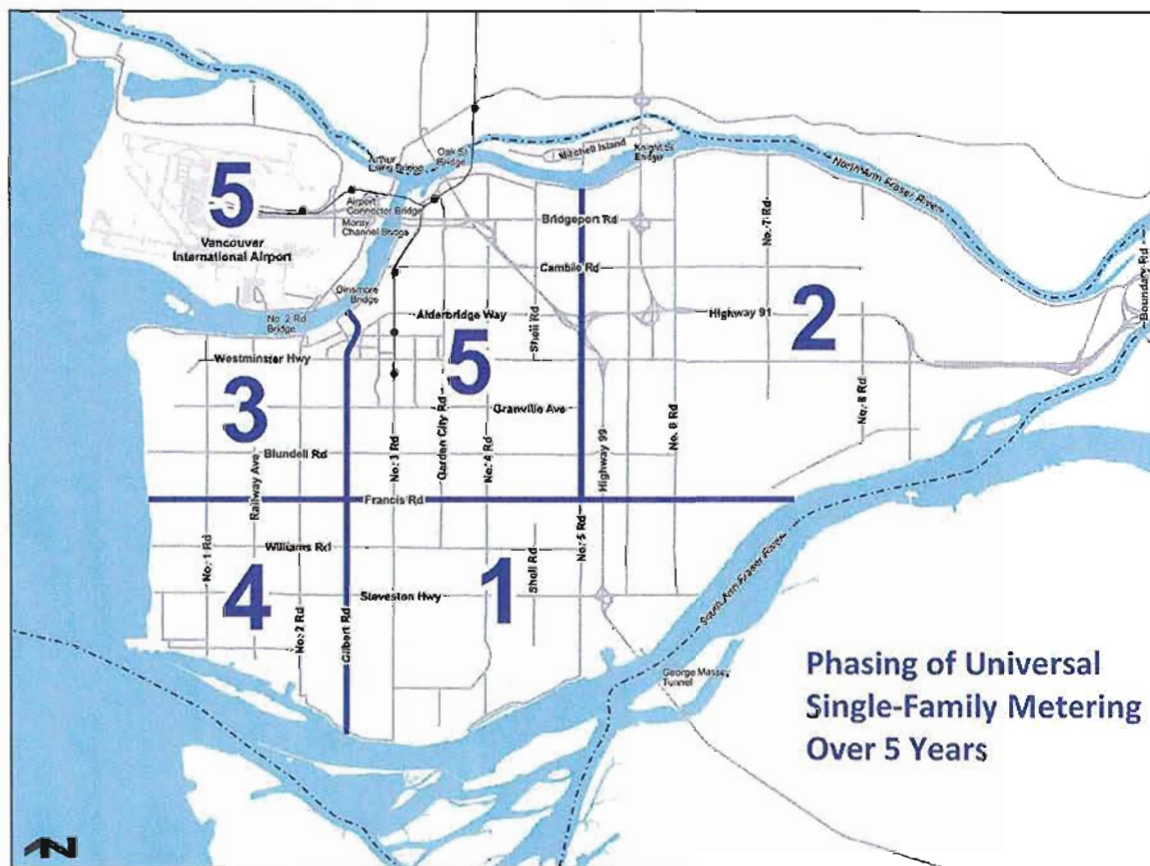 Arthur
Laing Bridge
Oak St
Bridge
Mitchell Island
Knight St
Bridge
North Arm Fraser River
5
Airport
Connector Bridge
Moray
Channel Bridge
Bridgeport Rd
No. 7 Rd
Vancouver
International Airport
Cambie Rd
Boundary Rd
Dinsmore
Bridge
No. 2 Rd
Bridge
Alderbridge Way
Shell Rd
Highway 91
2
Westminster Hwy
5
3
Granville Ave
No. 8 Rd
Blundell Rd
Railway Ave
No. 3 Rd
Garden City Rd
No. 4 Rd
Highway 99
No. 6 Rd
Francis Rd
Williams Rd
No. 1 Rd
Shell Rd
No. 5 Rd
4
Steveston Hwy
1
No. 2 Rd
Gilbert Rd
South Arm Fraser River
George Massey
Tunnel
Phasing of Universal
Single-Family Metering
Over 5 Years
N